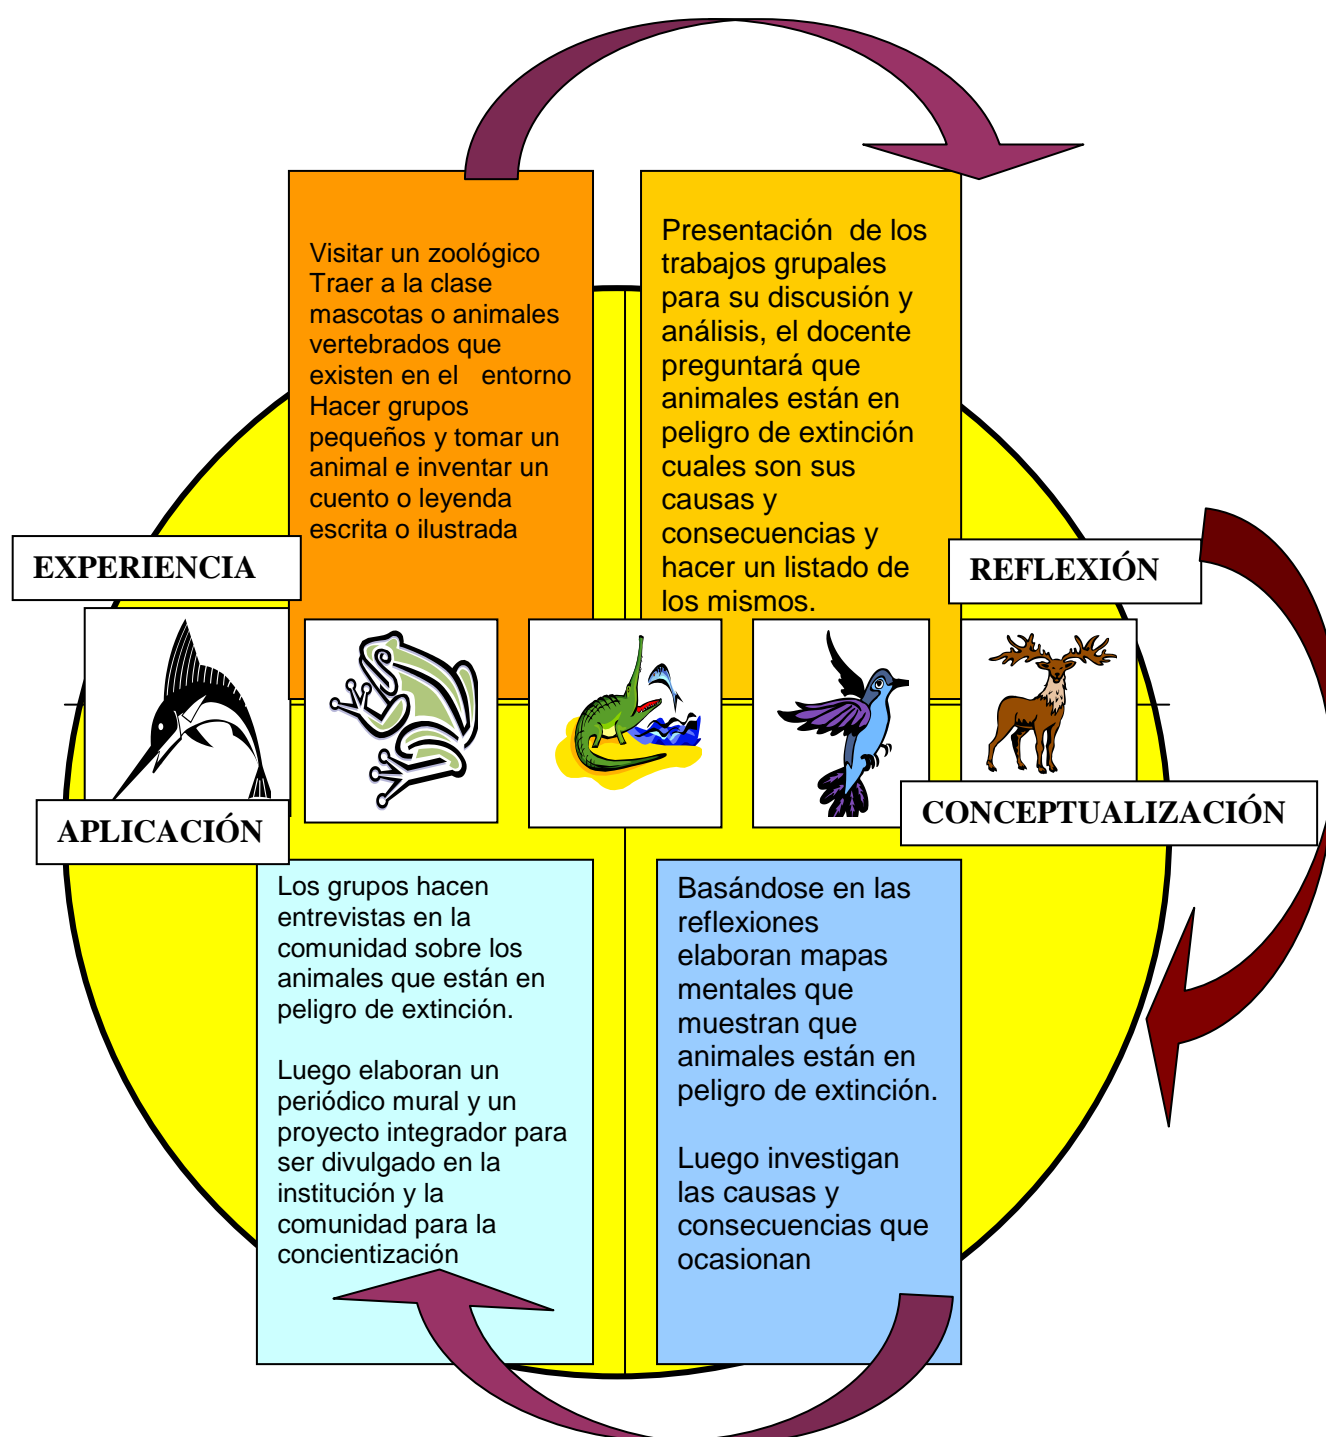 Visitar un zoológico
Traer a la clase
mascotas o animales
vertebrados que
existen en el   entorno
Hacer grupos
pequeños y tomar un
animal e inventar un
cuento o leyenda
escrita o ilustrada
Presentación  de los
trabajos grupales
para su discusión y
análisis, el docente
preguntará que
animales están en
peligro de extinción
cuales son sus
causas y
consecuencias y
hacer un listado de
los mismos.
EXPERIENCIA
REFLEXIÓN
APLICACIÓN
CONCEPTUALIZACIÓN
Los grupos hacen
entrevistas en la
comunidad sobre los
animales que están en
peligro de extinción.
Luego elaboran un
periódico mural y un
proyecto integrador para
ser divulgado en la
institución y la
comunidad para la
concientización
Basándose en las
reflexiones
elaboran mapas
mentales que
muestran que
animales están en
peligro de extinción.
Luego investigan
las causas y
consecuencias que
ocasionan